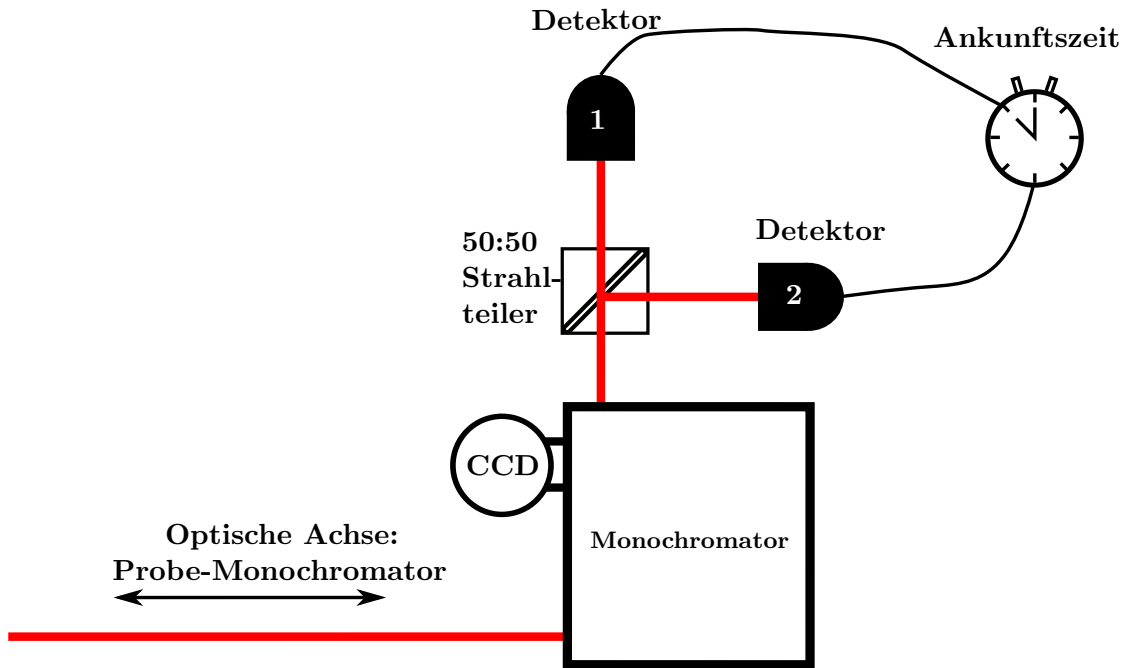 Detektor
Ankunftszeit
1
Detektor
2
50:50
Strahl-
teiler
CCD
Monochromator
Optische Achse:
Probe-Monochromator